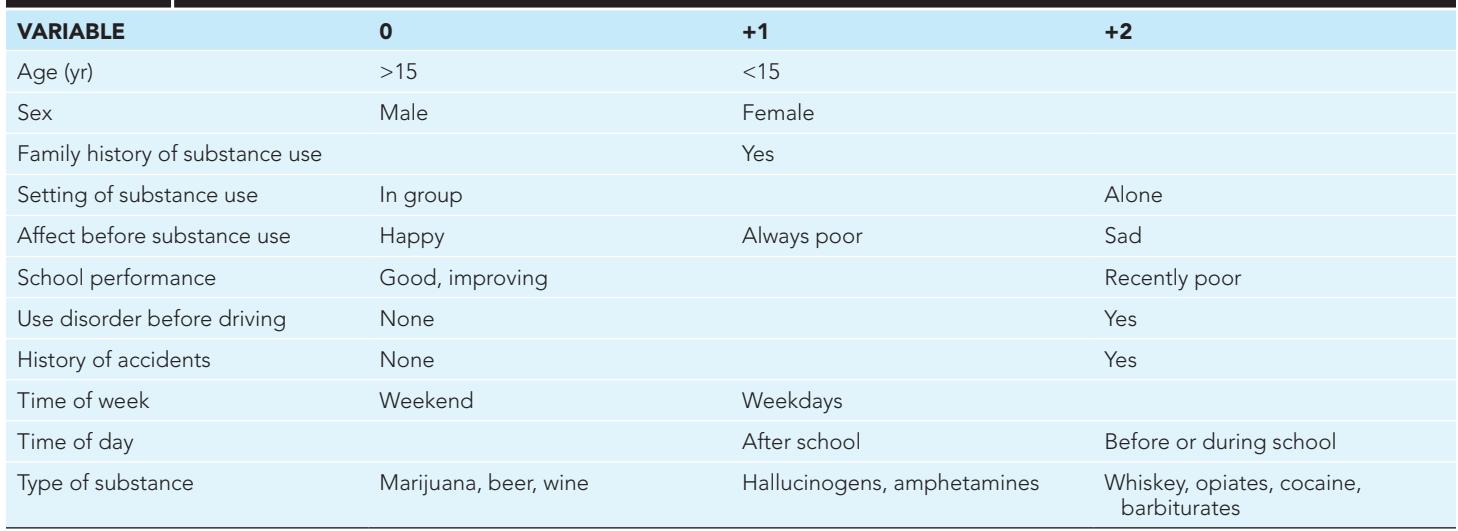 VARIABLE 0 +1 +2
Age (yr) >15 <15
Sex Male Female
Family history of substance use Yes
Setting of substance use In group Alone
Affect before substance use Happy Always poor Sad
School performance Good, improving Recently poor
Use disorder before driving None Yes
History of accidents None Yes
Time of week Weekend Weekdays
Time of day After school Before or during school
Type of substance Marijuana, beer, wine Hallucinogens, amphetamines Whiskey, opiates, cocaine,
barbiturates